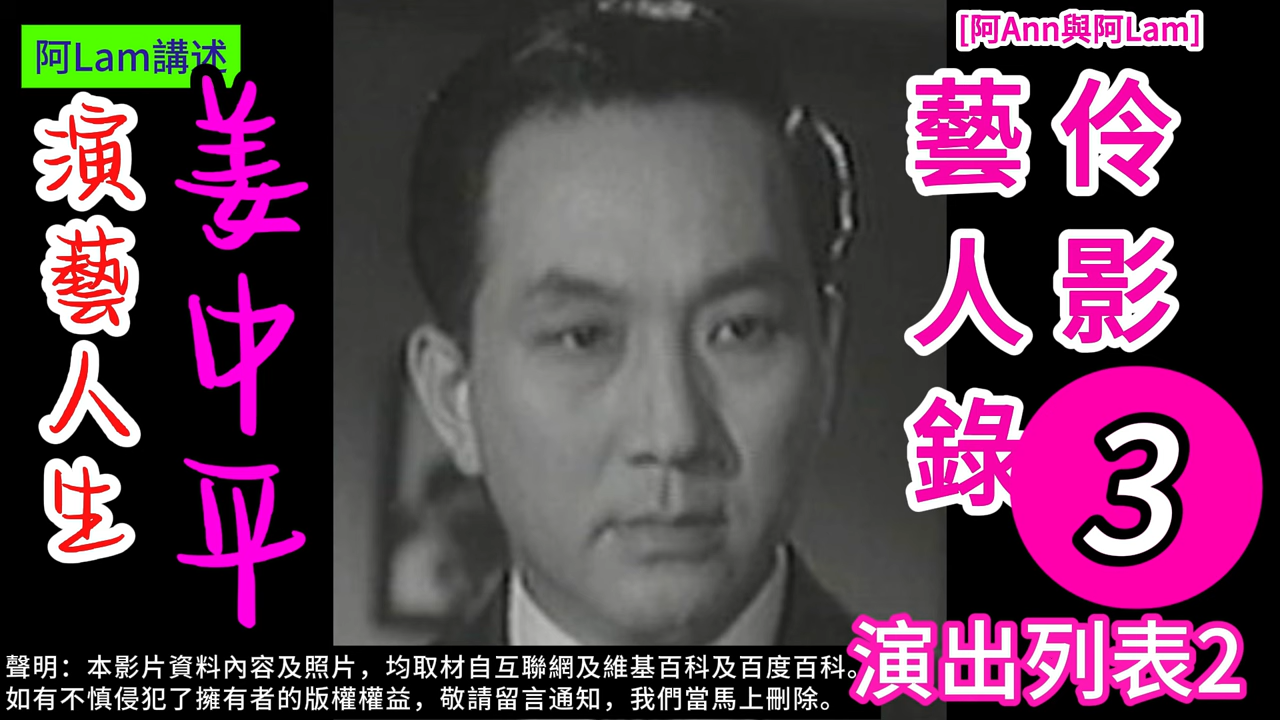 阿Lam講述
姜中平
演藝人生
[阿Ann與阿Lam]
伶影
藝人錄
3
演出列表2
聲明：本影片資料內容及照片，均取材自互聯網及維基百科及百度百科。
如有不慎侵犯了擁有者的版權權益，敬請留言通知，我們當馬上刪除。